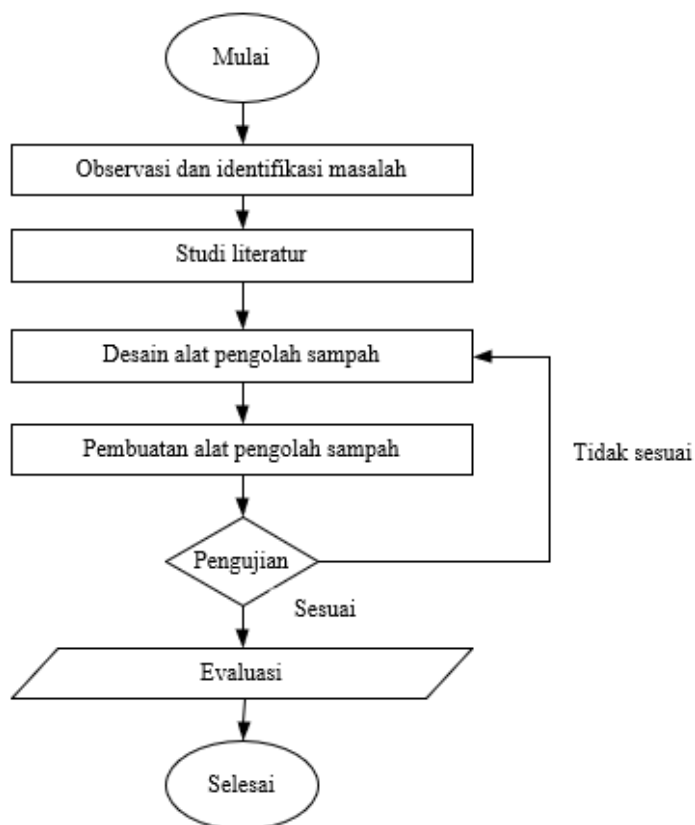 Mulai
Observasi dan identifikasi masalah
Studi literatur
Desain alat pengolah sampah
Pembuatan alat pengolah sampah
Tidak sesuai
Pengujian
Sesuai
Evaluasi
Selesai